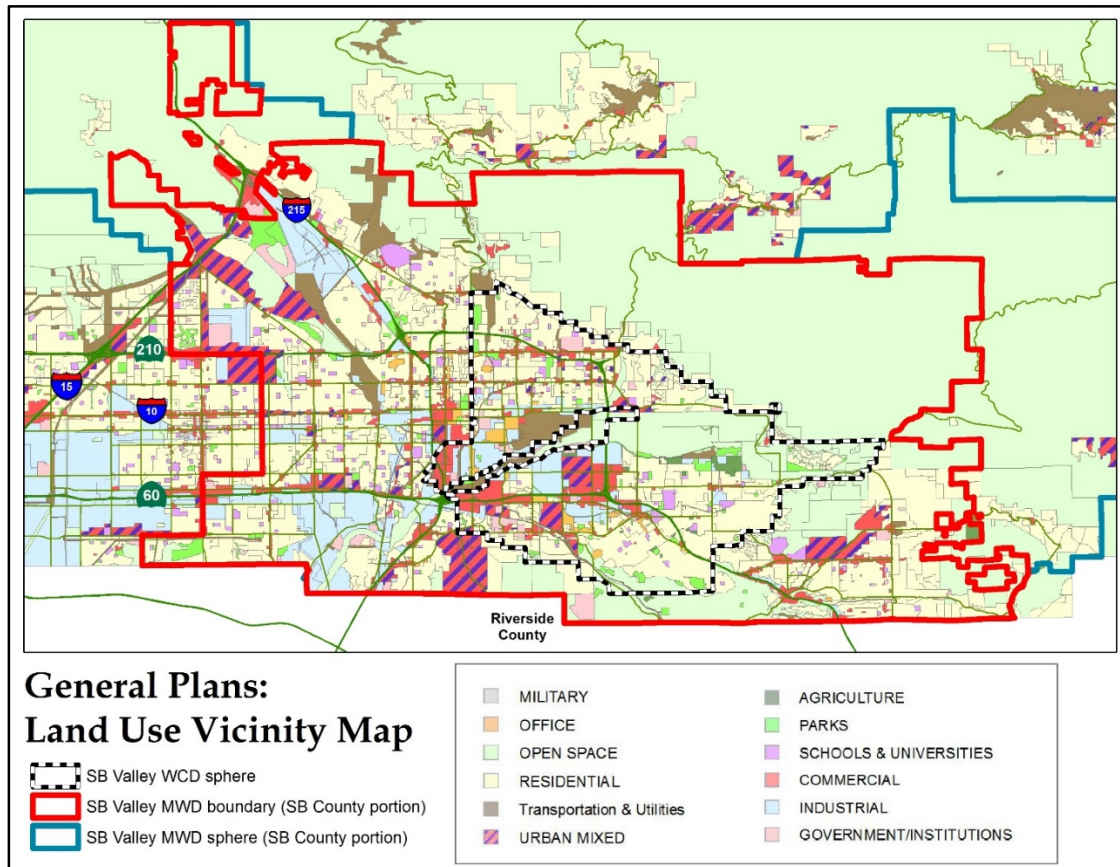 215
210
15
10
60
Riverside
County
General Plans:
Land Use Vicinity Map
SB Valley WCD sphere
SB Valley MWD boundary (SB County portion)
SB Valley MWD sphere (SB County portion)
MILITARY
OFFICE
OPEN SPACE
RESIDENTIAL
Transportation & Utilities
URBAN MIXED
AGRICULTURE
PARKS
SCHOOLS & UNIVERSITIES
COMMERCIAL
INDUSTRIAL
GOVERNMENT/INSTITUTIONS